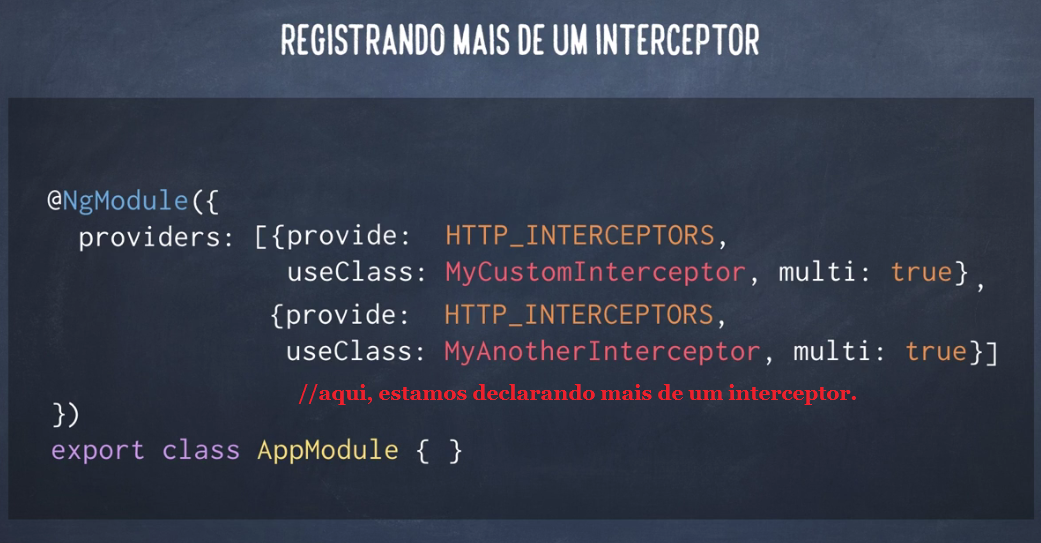 REGISTRANDO MAIS DE UM INTERCEPTOR
@NgModule({
providers: [{provide: HTTP_INTERCEPTORS,
useClass: MyCustomInterceptor, multi: true},
{provide: HTTP_INTERCEPTORS,
useClass: MyAnotherInterceptor, multi: true}]
//aqui, estamos declarando mais de um interceptor.
})
export class AppModule { }